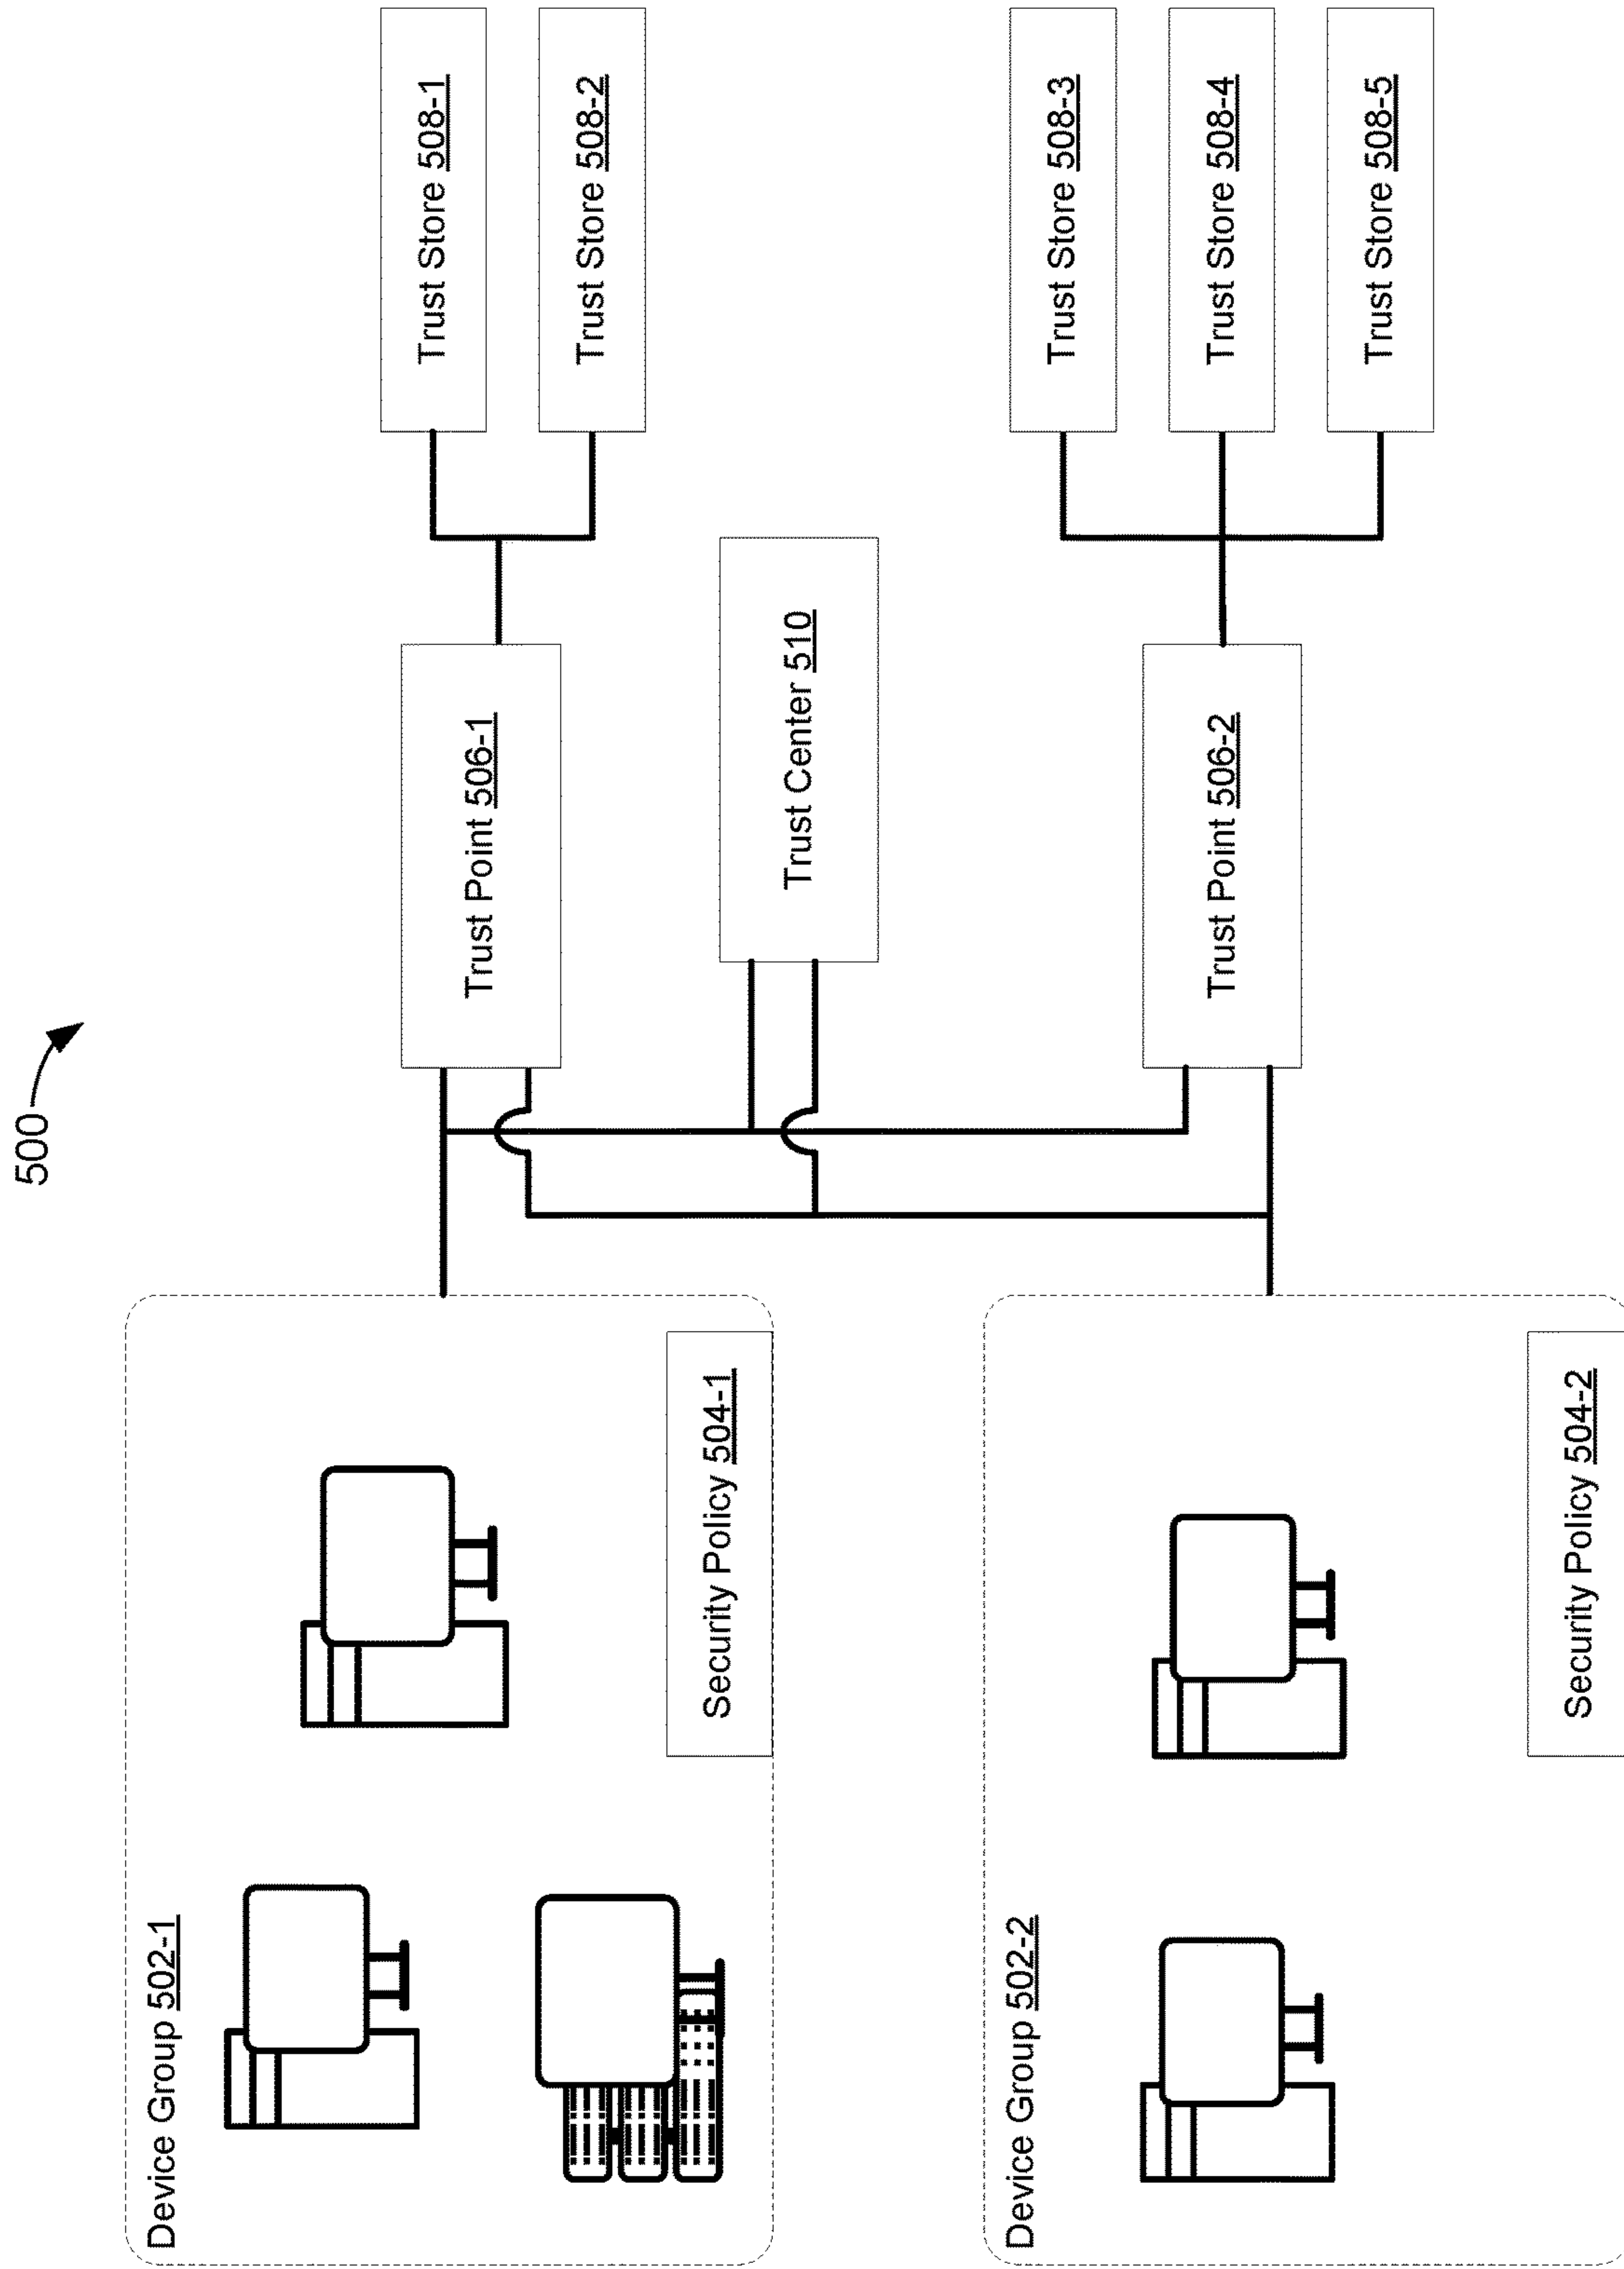 500
Device Group 502-1
Security Policy 504-1
Trust Point 506-1
Trust Store 508-1
Trust Store 508-2
Trust Center 510
Device Group 502-2
Security Policy 504-2
Trust Point 506-2
Trust Store 508-3
Trust Store 508-4
Trust Store 508-5